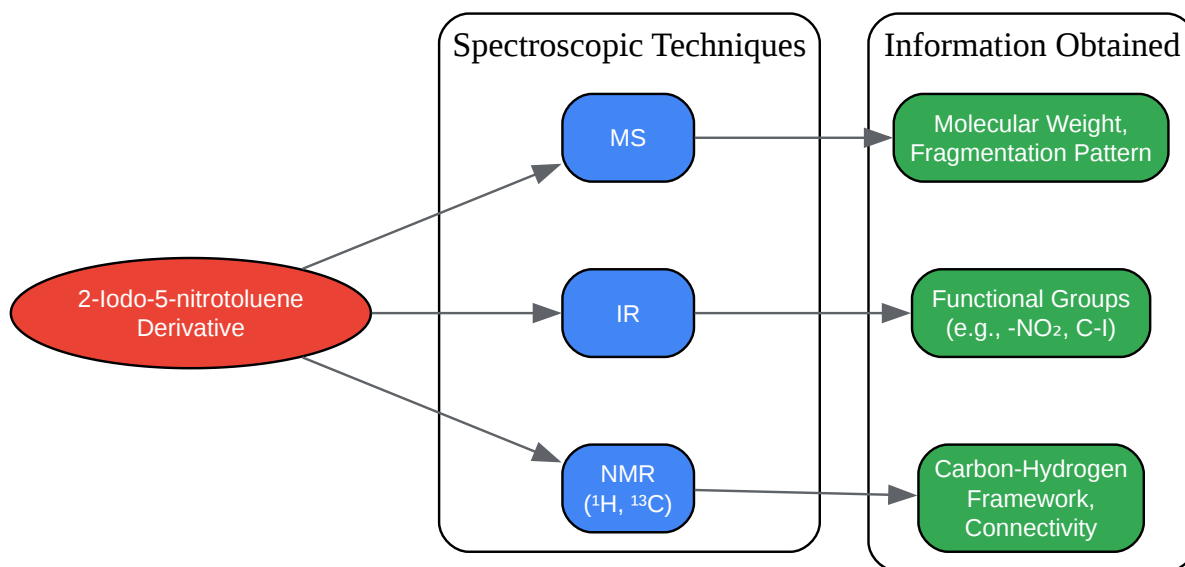 Spectroscopic Techniques
Information Obtained
MS
Molecular Weight,
Fragmentation Pattern
2-Iodo-5-nitrotoluene
Derivative
IR
Functional Groups
(e.g., -NO₂, C-I)
NMR
(¹H, ¹³C)
Carbon-Hydrogen
Framework,
Connectivity